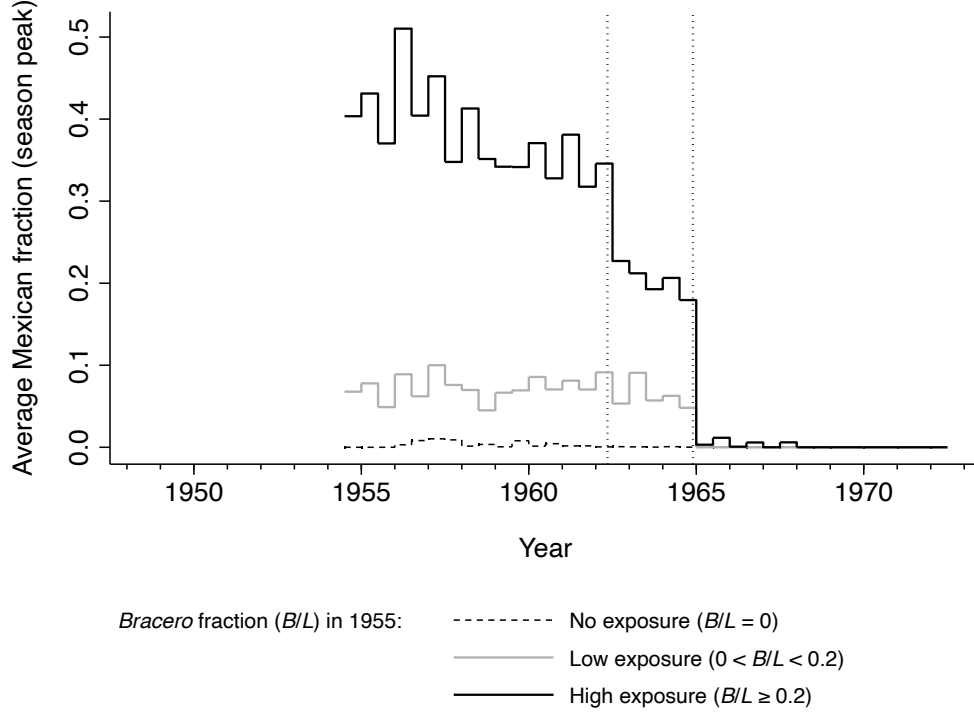 Average Mexican fraction (season peak)
0.5
0.4
0.3
0.2
0.1
0.0
1950 1955 1960 1965 1970
Year
Bracero fraction (B/L) in 1955:
No exposure (B/L = 0)
Low exposure (0 < B/L < 0.2)
High exposure (B/L ≥ 0.2)